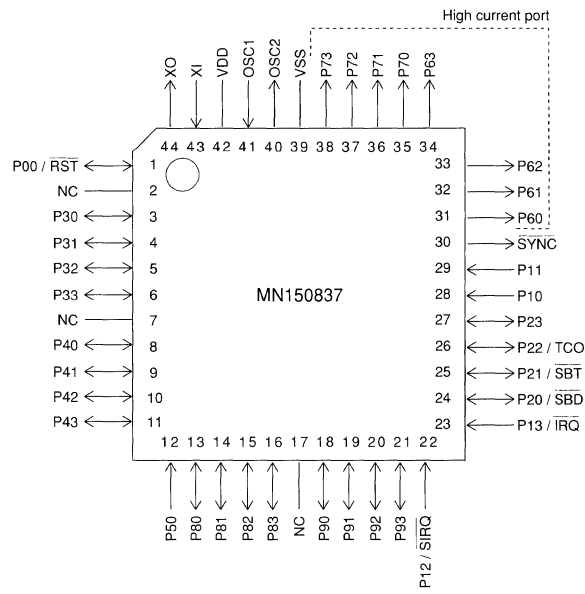 High current port
XO
XI
VDD
OSC1
OSC2
VSS
P73
P72
P71
P70
P63
44 43 42 41 40 39 38 37 36 35 34
P00 / RST 1
NC 2
P30 3
P31 4
P32 5
P33 6
NC 7
P40 8
P41 9
P42 10
P43 11
MN150837
33 P62
32 P61
31 P60
30 SYNC
29 P11
28 P10
27 P23
26 P22 / TCO
25 P21 / SBT
24 P20 / SBD
23 P13 / IRQ
12 13 14 15 16 17 18 19 20 21 22
P50
P80
P81
P82
P83
NC
P90
P91
P92
P93
P12 / SIRQ